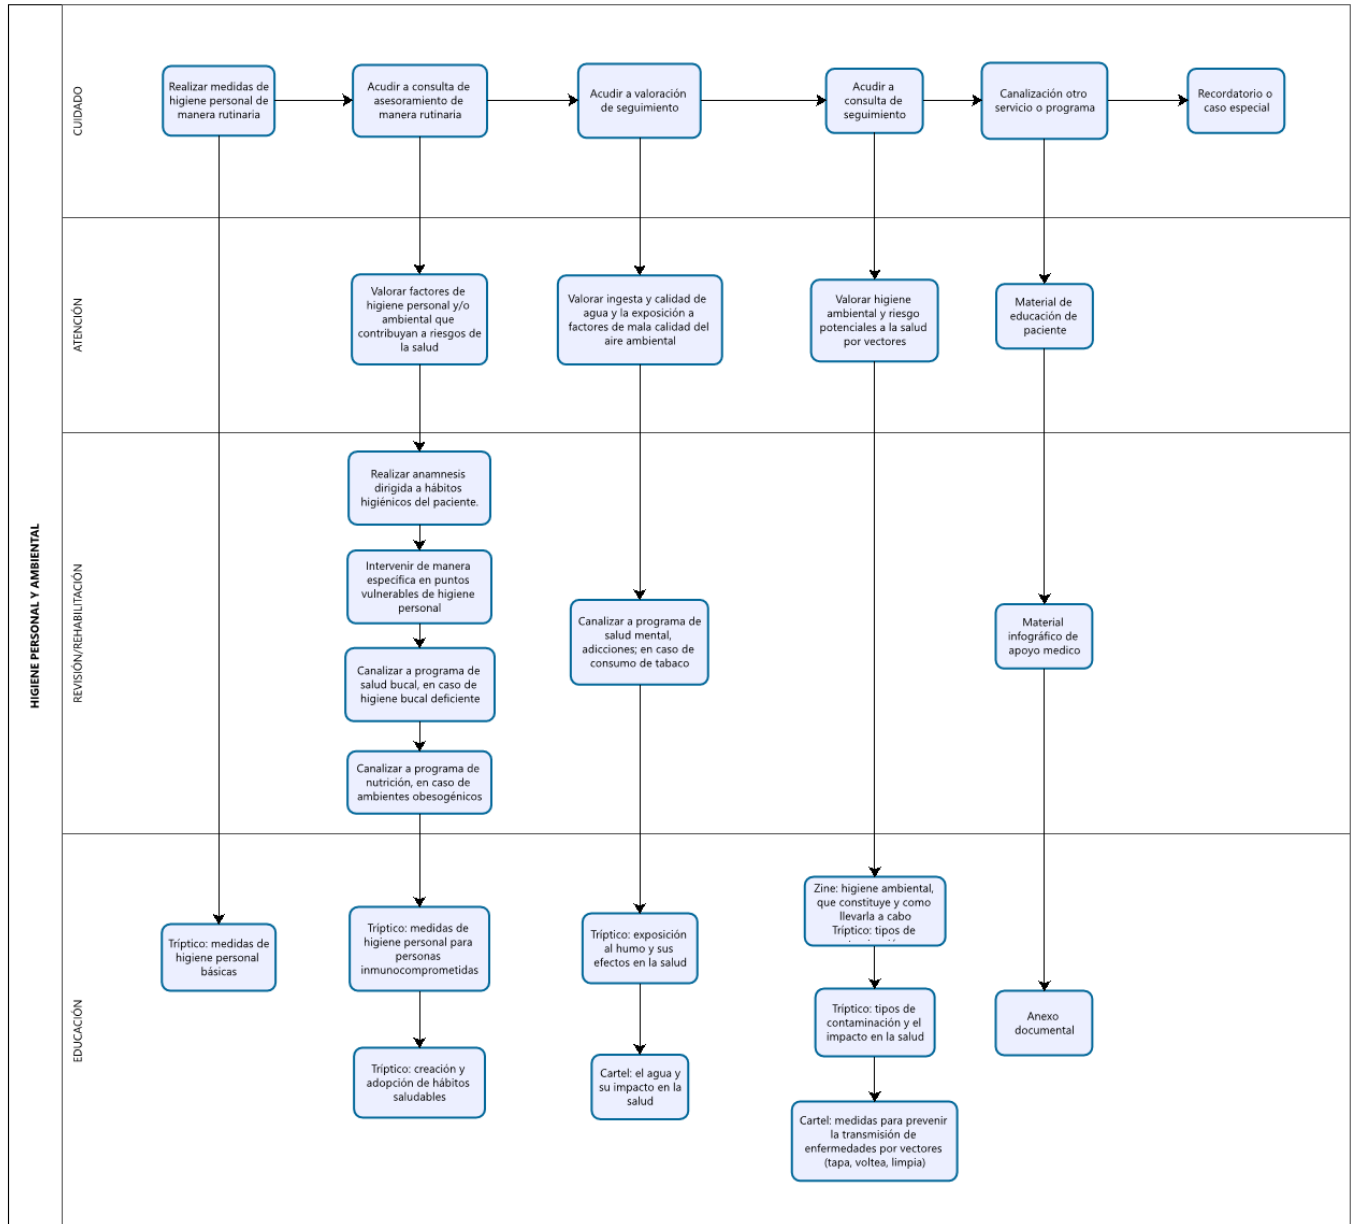 HIGIENE PERSONAL Y AMBIENTAL
CUIDADO
Realizar medidas de
higiene personal de
manera rutinaria
Acudir a consulta de
asesoramiento de
manera rutinaria
Acudir a valoración
de seguimiento
Acudir a
consulta de
seguimiento
Canalización otro
servicio o programa
Recordatorio o
caso especial
ATENCIÓN
Valorar factores de
higiene personal y/o
ambiental que
contribuyan a riesgos de
la salud
Valorar ingesta y calidad de
agua y la exposición a
factores de mala calidad del
aire ambiental
Valorar higiene
ambiental y riesgo
potenciales a la salud
por vectores
Material de
educación de
paciente
REVISIÓN/REHABILITACIÓN
Realizar anamnesis
dirigida a hábitos
higiénicos del paciente.
Intervenir de manera
específica en puntos
vulnerables de higiene
personal
Canalizar a programa de
salud bucal, en caso de
higiene bucal deficiente
Canalizar a programa de
nutrición, en caso de
ambientes obesogénicos
Canalizar a programa de
salud mental,
adicciones; en caso de
consumo de tabaco
Material
infográfico de
apoyo medico
EDUCACIÓN
Tríptico: medidas de
higiene personal
básicas
Tríptico: medidas de
higiene personal para
personas
inmunocomprometidas
Tríptico: creación y
adopción de hábitos
saludables
Tríptico: exposición
al humo y sus
efectos en la salud
Cartel: el agua y
su impacto en la
salud
Zine: higiene ambiental,
que constituye y como
llevarla a cabo
Tríptico: tipos de
Tríptico: tipos de
contaminación y el
impacto en la salud
Cartel: medidas para prevenir
la transmisión de
enfermedades por vectores
(tapa, voltea, limpia)
Anexo
documental